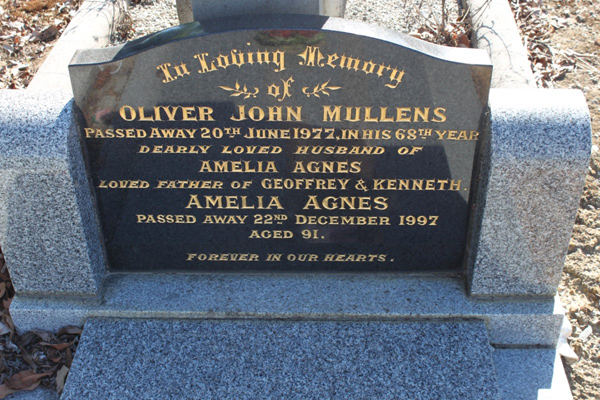 In Loving Memory
of
OLIVER JOHN MULLENS
PASSED AWAY 20TH JUNE 1977, IN HIS 68TH YEAR
DEARLY LOVED HUSBAND OF
AMELIA AGNES
LOVED FATHER OF GEOFFREY & KENNETH.
AMELIA AGNES
PASSED AWAY 22ND DECEMBER 1997
AGED 91.
FOREVER IN OUR HEARTS.